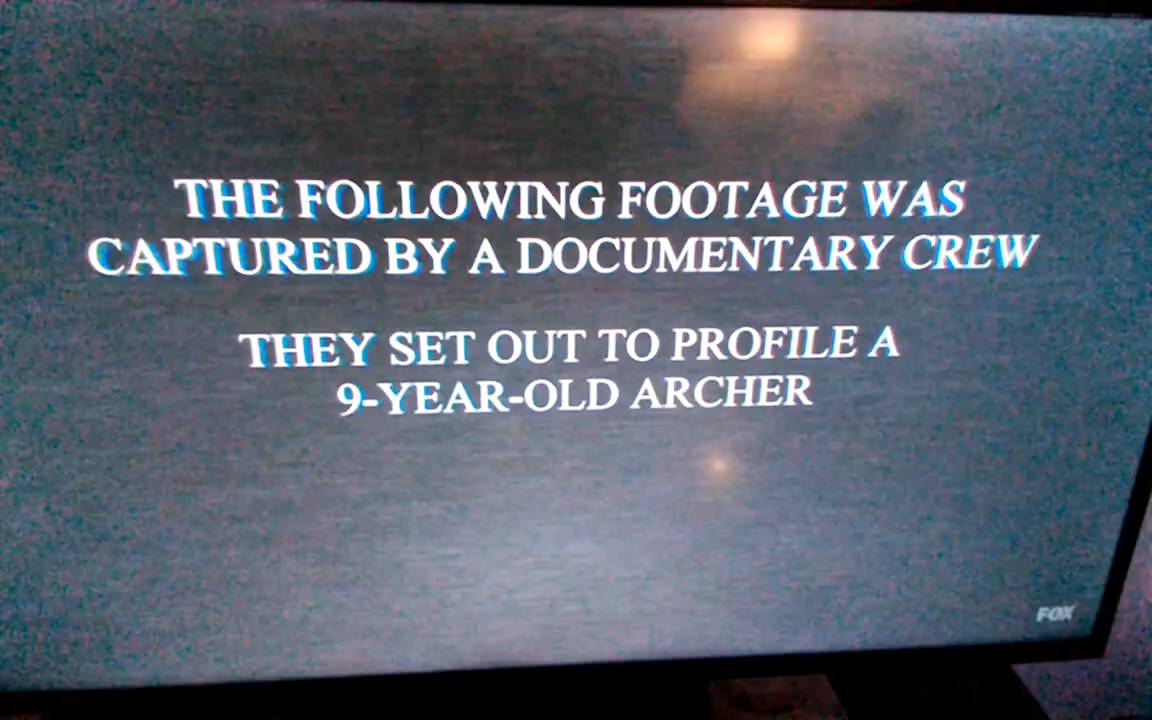 THE FOLLOWING FOOTAGE WAS
CAPTURED BY A DOCUMENTARY CREW
THEY SET OUT TO PROFILE A
9-YEAR-OLD ARCHER
FOX